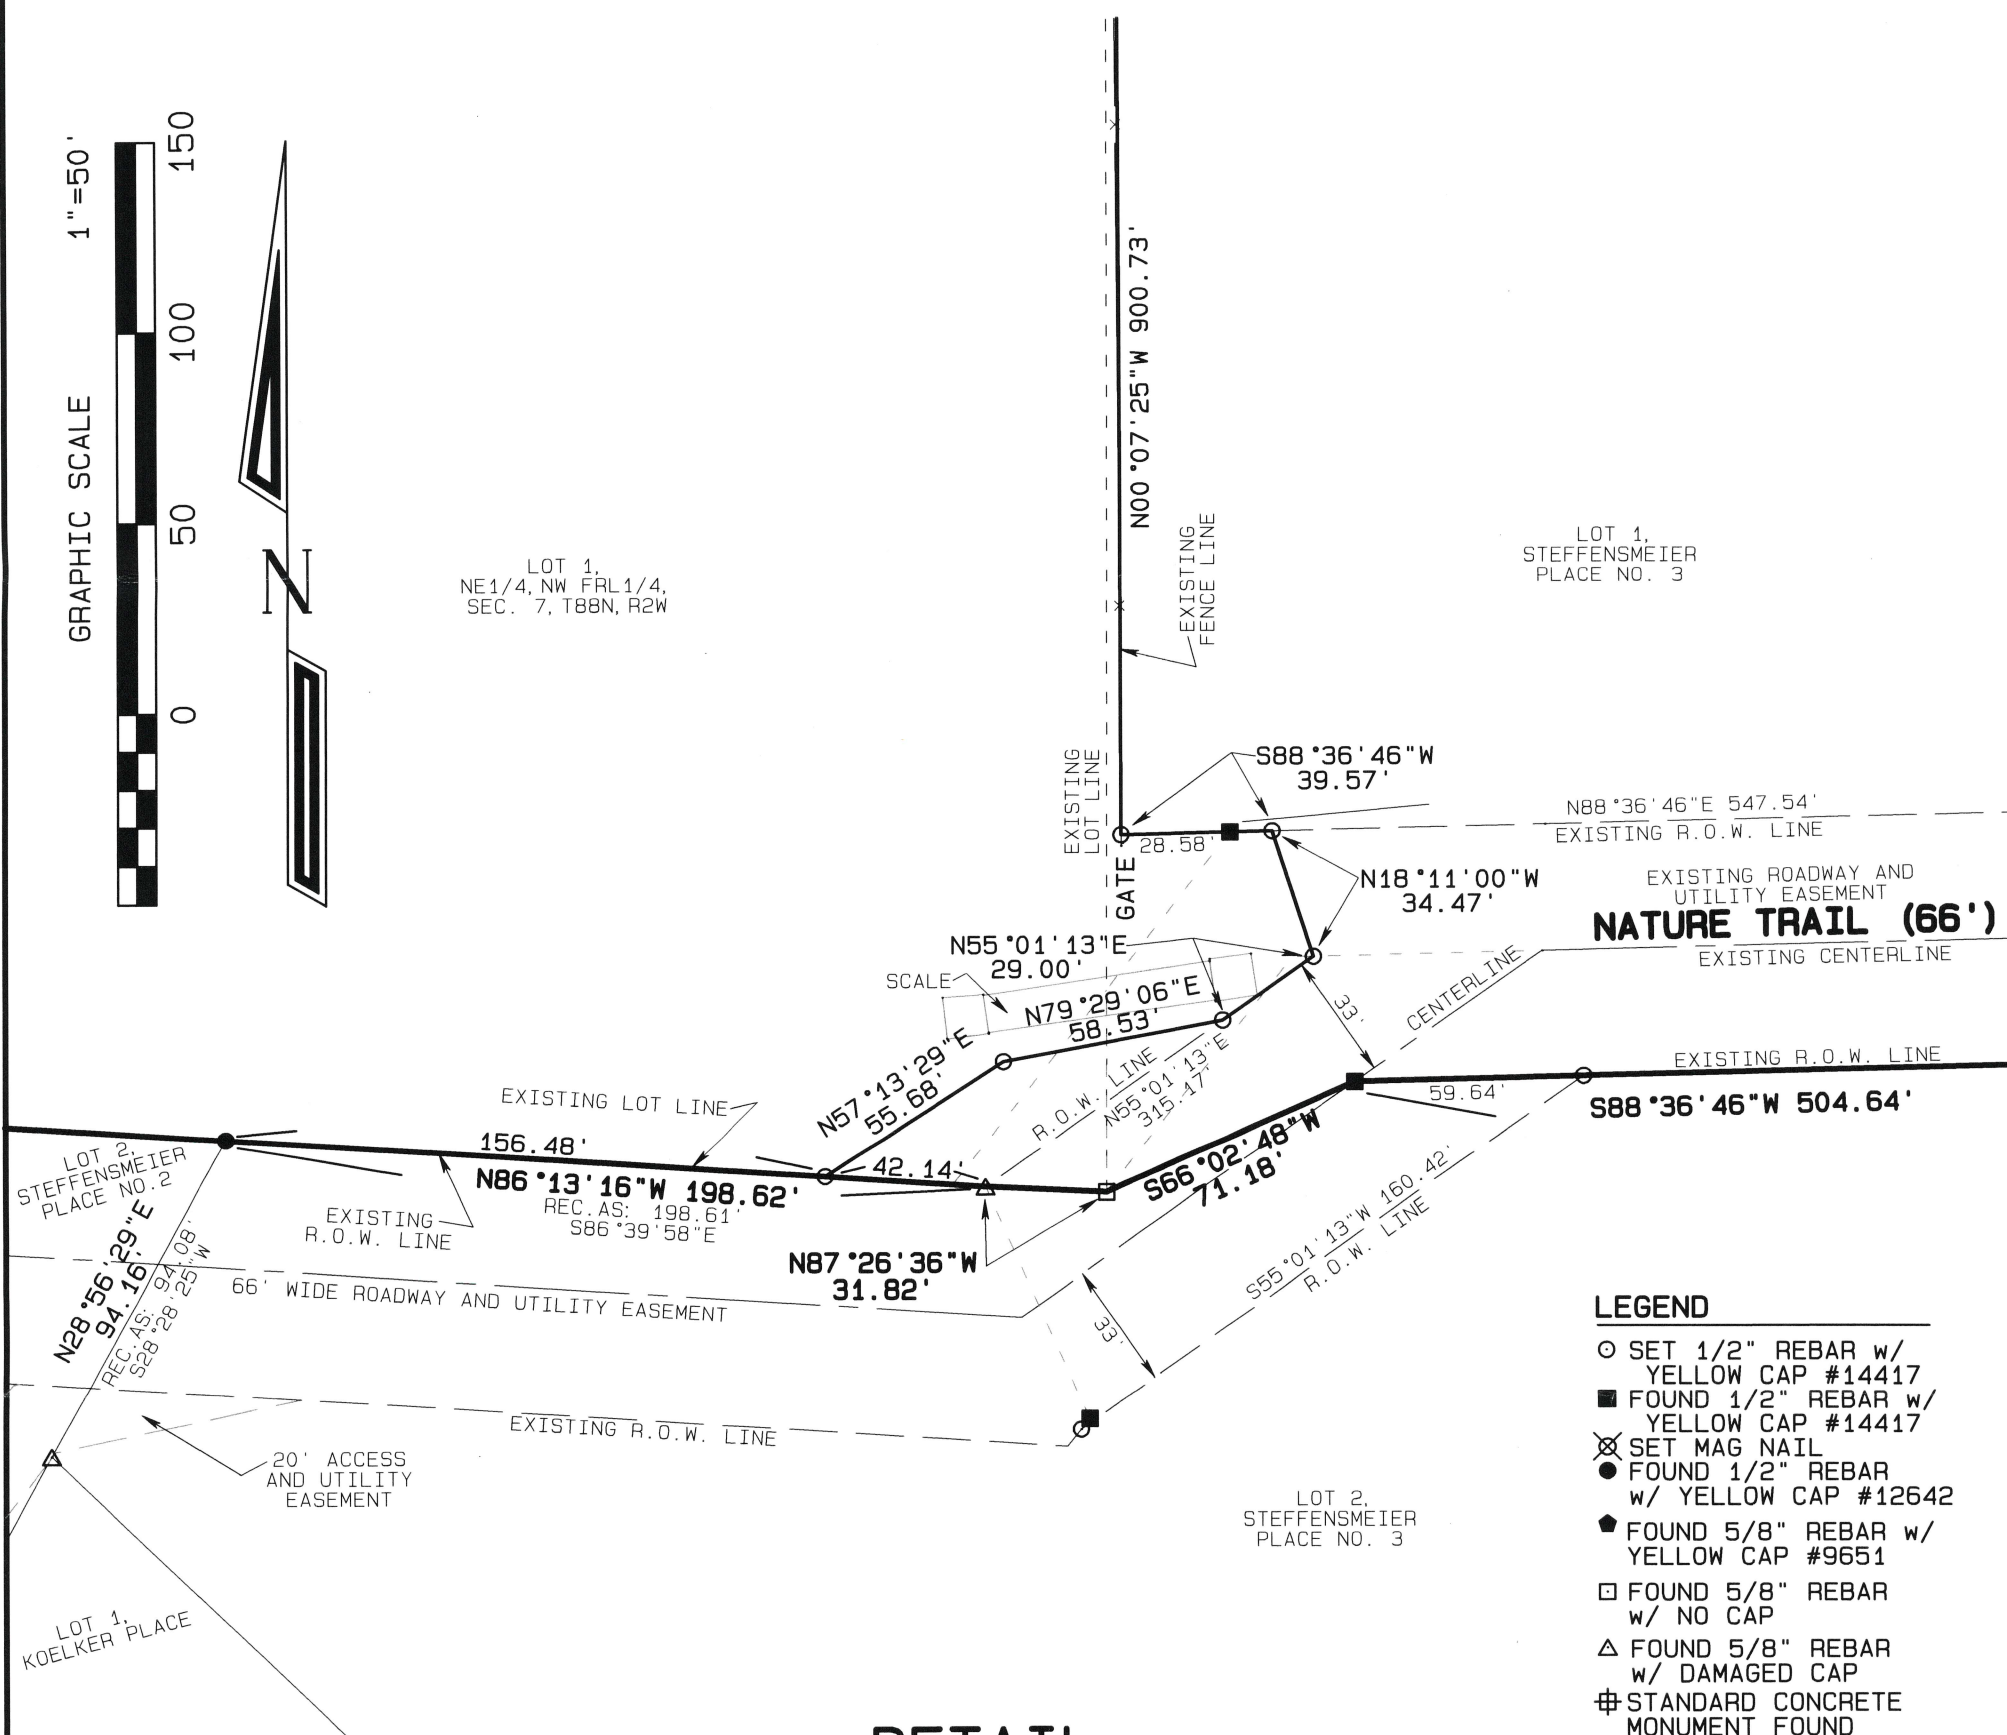 1"=50'
GRAPHIC SCALE
150
100
50
0
N
LOT 1,
NE1/4, NW FRL1/4,
SEC. 7, T88N, R2W
N00°07'25"W 900.73'
EXISTING
FENCE LINE
LOT 1,
STEFFENSMEIER
PLACE NO. 3
EXISTING
LOT LINE
S88°36'46"W
39.57'
28.58'
GATE
N88°36'46"E 547.54'
EXISTING R.O.W. LINE
N18°11'00"W
34.47'
EXISTING ROADWAY AND
UTILITY EASEMENT
NATURE TRAIL (66')
EXISTING CENTERLINE
CENTERLINE
N55°01'13"E
29.00'
SCALE
N79°29'06"E
58.53'
33'
N57°13'29"E
55.68'
R.O.W. LINE
N55°01'13"E
315.17'
EXISTING R.O.W. LINE
59.64'
S88°36'46"W 504.64'
EXISTING LOT LINE
156.48'
42.14'
N86°13'16"W 198.62'
REC. AS: 198.61'
S86°39'58"E
S66°02'48"W
71.18'
LOT 2,
STEFFENSMEIER
PLACE NO.2
EXISTING
R.O.W. LINE
N87°26'36"W
31.82'
S55°01'13"W 160.42'
R.O.W. LINE
N28°56'29"E
94.16'
REC. AS: 94.08'
S28°28'25"W
66' WIDE ROADWAY AND UTILITY EASEMENT
33'
EXISTING R.O.W. LINE
20' ACCESS
AND UTILITY
EASEMENT
LOT 2,
STEFFENSMEIER
PLACE NO. 3
LOT 1,
KOELKER PLACE
LEGEND
SET 1/2" REBAR w/
YELLOW CAP #14417
FOUND 1/2" REBAR w/
YELLOW CAP #14417
SET MAG NAIL
FOUND 1/2" REBAR
w/ YELLOW CAP #12642
FOUND 5/8" REBAR w/
YELLOW CAP #9651
FOUND 5/8" REBAR
w/ NO CAP
FOUND 5/8" REBAR
w/ DAMAGED CAP
STANDARD CONCRETE
MONUMENT FOUND
DETAIL